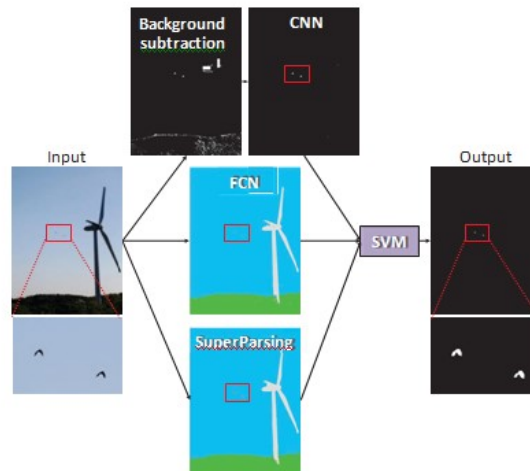 Background
subtraction
CNN
Input
FCN
Output
SVM
SuperParsing